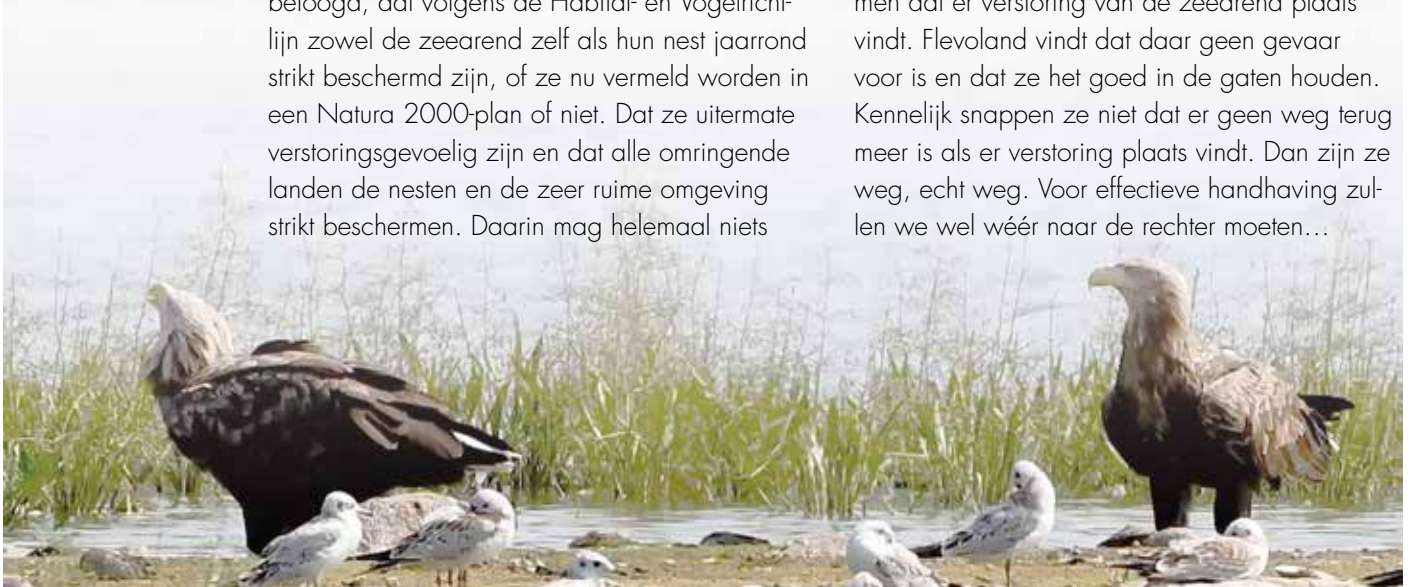 betoogd, dat volgens de Habitat- en Vogelricht-
lijn zowel de zeearend zelf als hun nest jaarrond
strikt beschermd zijn, of ze nu vermeld worden in
een Natura 2000-plan of niet. Dat ze uitermate
verstoringsgevoelig zijn en dat alle omringende
landen de nesten en de zeer ruime omgeving
strikt beschermen. Daarin mag helemaal niets
men dat er verstoring van de zeearend plaats
vindt. Flevoland vindt dat daar geen gevaar
voor is en dat ze het goed in de gaten houden.
Kennelijk snappen ze niet dat er geen weg terug
meer is als er verstoring plaats vindt. Dan zijn ze
weg, echt weg. Voor effectieve handhaving zul-
len we wel wéér naar de rechter moeten…